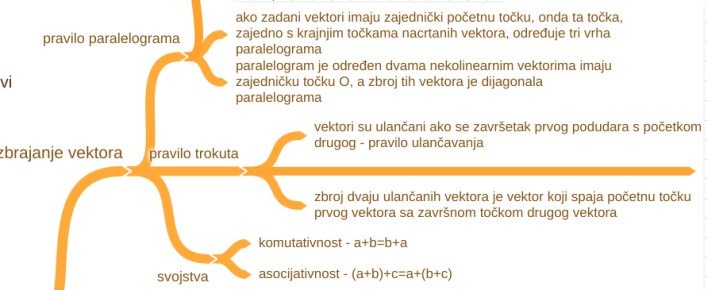 ako zadani vektori imaju zajednički početnu točku, onda ta točka,
zajedno s krajnjim točkama nacrtanih vektora, određuje tri vrha
paralelograma
pravilo paralelograma
paralelogram je određen dvama nekolinearnim vektorima imaju
zajedničku točku O, a zbroj tih vektora je dijagonala
paralelograma
vi
vektori su ulančani ako se završetak prvog podudara s početkom
drugog - pravilo ulančavanja
zbrajanje vektora
pravilo trokuta
zbroj dvaju ulančanih vektora je vektor koji spaja početnu točku
prvog vektora sa završnom točkom drugog vektora
komutativnost - a+b=b+a
svojstva
asocijativnost - (a+b)+c=a+(b+c)